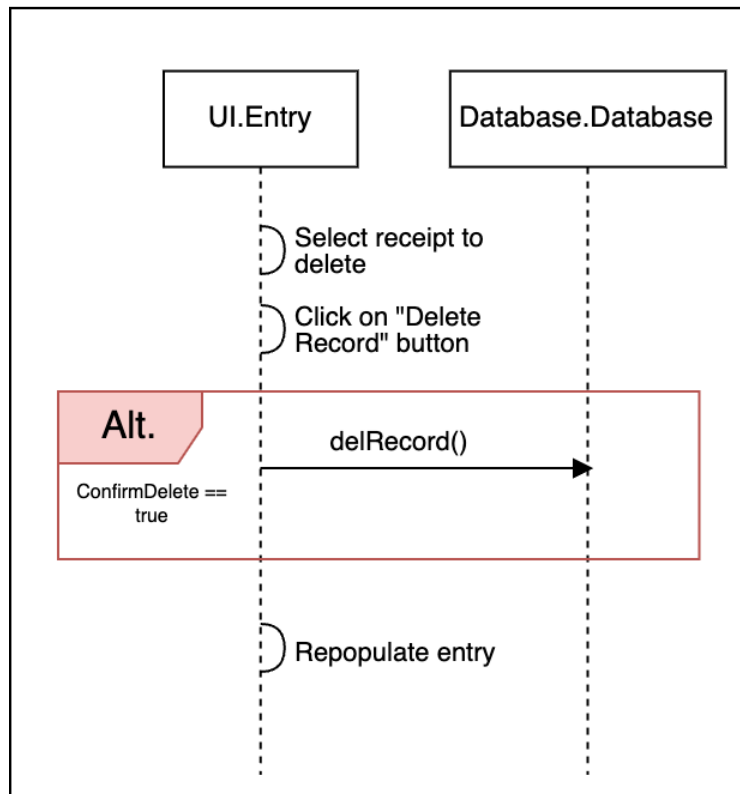 UI.Entry
Database.Database
Select receipt to
delete
Click on "Delete
Record" button
Alt.
delRecord()
ConfirmDelete ==
true
Repopulate entry